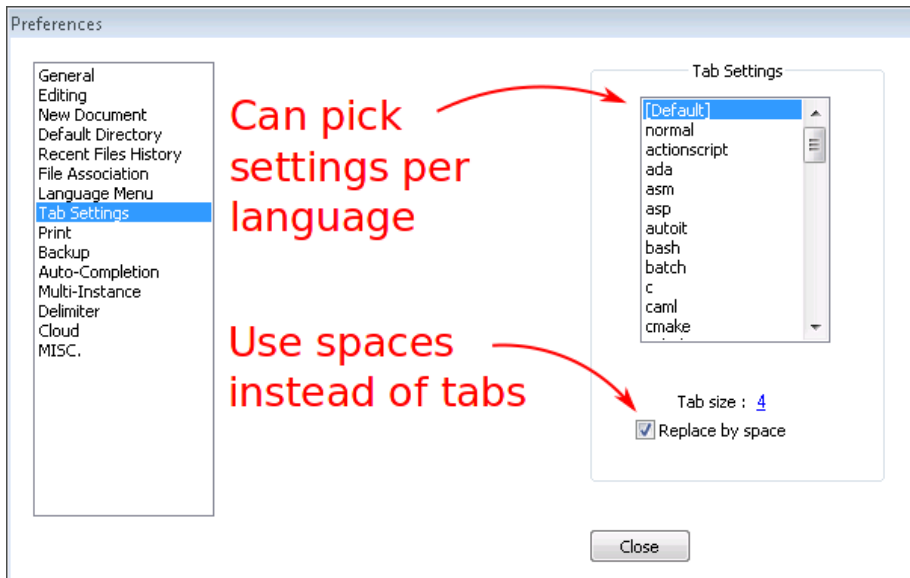 Preferences
General
Editing
New Document
Default Directory
Recent Files History
File Association
Language Menu
Tab Settings
Print
Backup
Auto-Completion
Multi-Instance
Delimiter
Cloud
MISC.
Can pick
settings per
language
Use spaces
instead of tabs
Tab Settings
[Default]
normal
actionscript
ada
asm
asp
autoit
bash
batch
c
caml
cmake
Tab size : 4
Replace by space
Close